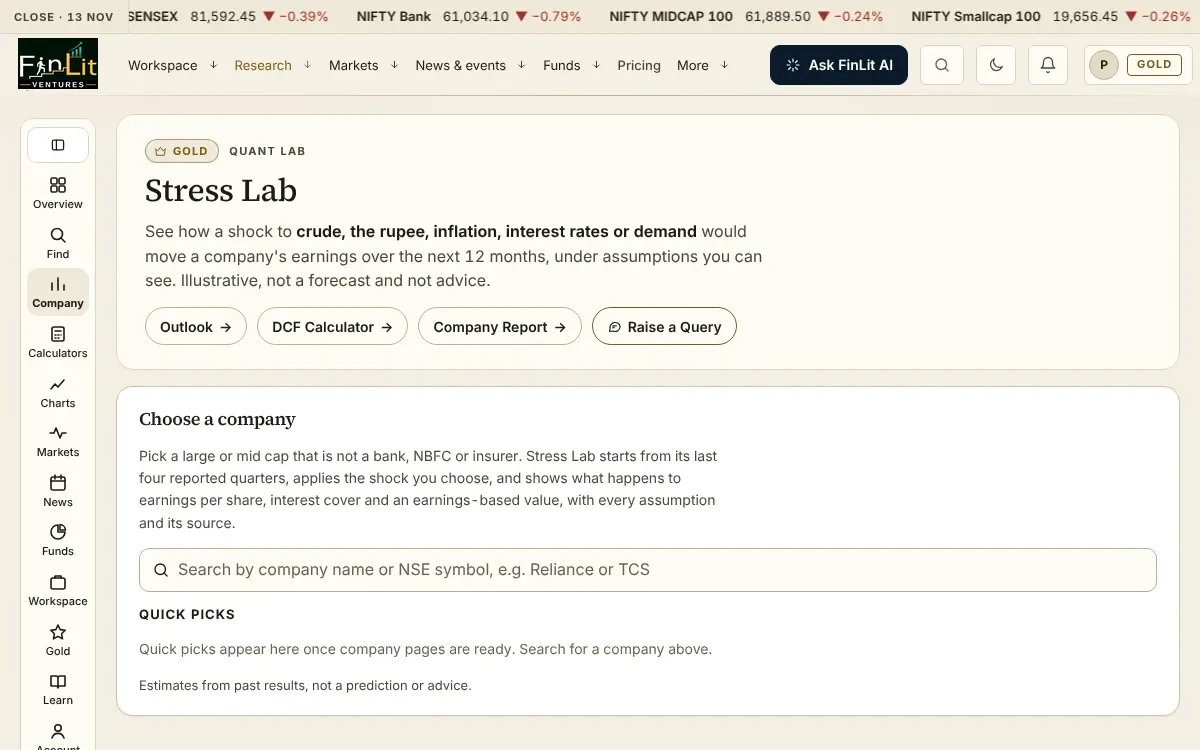 CLOSE · 13 NOV SENSEX 81,592.45 ▼ −0.39% NIFTY Bank 61,034.10 ▼ −0.79% NIFTY MIDCAP 100 61,889.50 ▼ −0.24% NIFTY Smallcap 100 19,656.45 ▼ −0.26%
FinLit
VENTURES
Workspace ↓ Research ↓ Markets ↓ News & events ↓ Funds ↓ Pricing More ↓ Ask FinLit AI P GOLD
Overview
Find
Company
Calculators
Charts
Markets
News
Funds
Workspace
Gold
Learn
Account
GOLD QUANT LAB
Stress Lab
See how a shock to crude, the rupee, inflation, interest rates or demand would
move a company's earnings over the next 12 months, under assumptions you can
see. Illustrative, not a forecast and not advice.
Outlook → DCF Calculator → Company Report → Raise a Query
Choose a company
Pick a large or mid cap that is not a bank, NBFC or insurer. Stress Lab starts from its last
four reported quarters, applies the shock you choose, and shows what happens to
earnings per share, interest cover and an earnings-based value, with every assumption
and its source.
Search by company name or NSE symbol, e.g. Reliance or TCS
QUICK PICKS
Quick picks appear here once company pages are ready. Search for a company above.
Estimates from past results, not a prediction or advice.